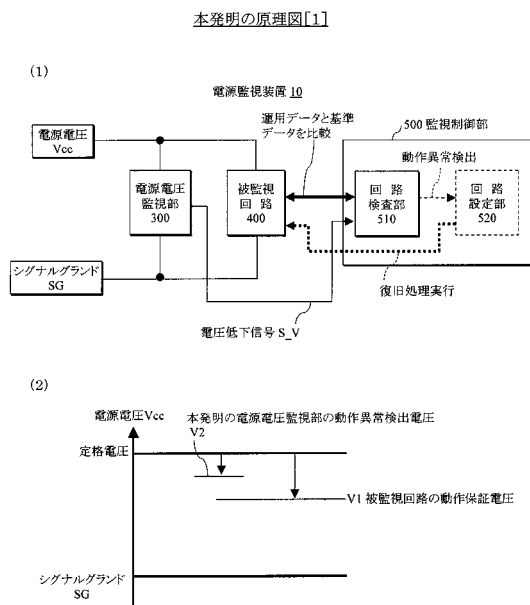 本発明の原理図[1]
(1)
電源監視装置 10
運用データと基準
データを比較
500 監視制御部
電源電圧
Vcc
動作異常検出
電源電圧
監視部
300
被監視
回路
400
回 路
検査部
510
回 路
設定部
520
シグナルグランド
SG
復旧処理実行
電圧低下信号 S_V
(2)
電源電圧Vcc
本発明の電源電圧監視部の動作異常検出電圧
V2
定格電圧
V1 被監視回路の動作保証電圧
シグナルグランド
SG